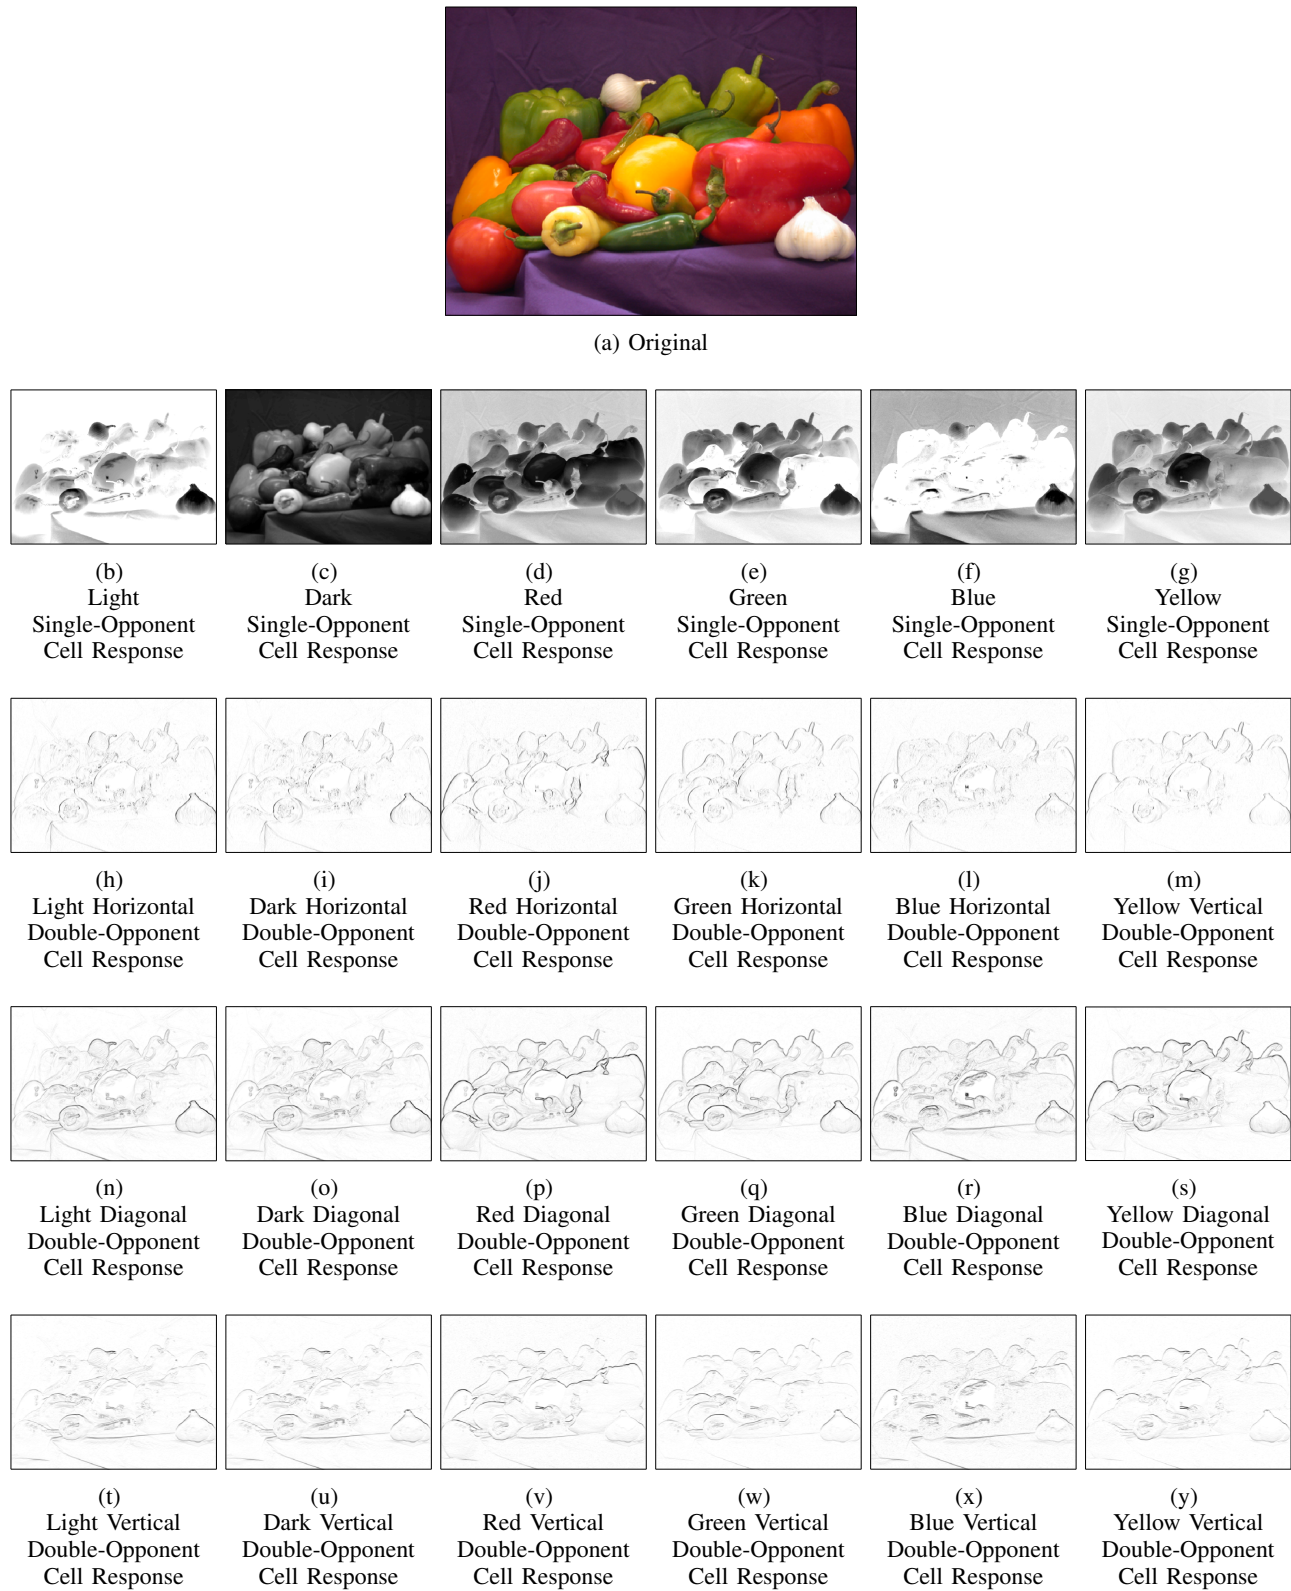 (a) Original
(b)
Light
Single-Opponent
Cell Response
(c)
Dark
Single-Opponent
Cell Response
(d)
Red
Single-Opponent
Cell Response
(e)
Green
Single-Opponent
Cell Response
(f)
Blue
Single-Opponent
Cell Response
(g)
Yellow
Single-Opponent
Cell Response
(h)
Light Horizontal
Double-Opponent
Cell Response
(i)
Dark Horizontal
Double-Opponent
Cell Response
(j)
Red Horizontal
Double-Opponent
Cell Response
(k)
Green Horizontal
Double-Opponent
Cell Response
(l)
Blue Horizontal
Double-Opponent
Cell Response
(m)
Yellow Vertical
Double-Opponent
Cell Response
(n)
Light Diagonal
Double-Opponent
Cell Response
(o)
Dark Diagonal
Double-Opponent
Cell Response
(p)
Red Diagonal
Double-Opponent
Cell Response
(q)
Green Diagonal
Double-Opponent
Cell Response
(r)
Blue Diagonal
Double-Opponent
Cell Response
(s)
Yellow Diagonal
Double-Opponent
Cell Response
(t)
Light Vertical
Double-Opponent
Cell Response
(u)
Dark Vertical
Double-Opponent
Cell Response
(v)
Red Vertical
Double-Opponent
Cell Response
(w)
Green Vertical
Double-Opponent
Cell Response
(x)
Blue Vertical
Double-Opponent
Cell Response
(y)
Yellow Vertical
Double-Opponent
Cell Response